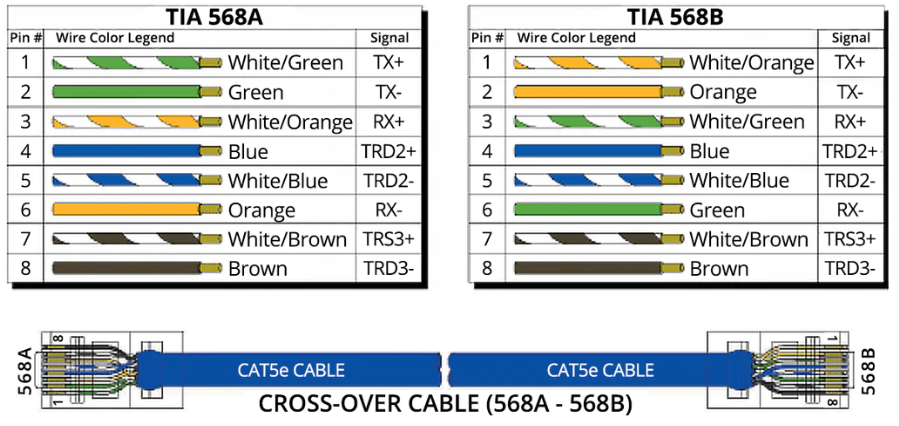 TIA 568A
Pin # Wire Color Legend Signal
1 White/Green TX+
2 Green TX-
3 White/Orange RX+
4 Blue TRD2+
5 White/Blue TRD2-
6 Orange RX-
7 White/Brown TRS3+
8 Brown TRD3-
TIA 568B
Pin # Wire Color Legend Signal
1 White/Orange TX+
2 Orange TX-
3 White/Green RX+
4 Blue TRD2+
5 White/Blue TRD2-
6 Green RX-
7 White/Brown TRS3+
8 Brown TRD3-
568A
8
1
CAT5e CABLE
CAT5e CABLE
1
8
568B
CROSS-OVER CABLE (568A - 568B)